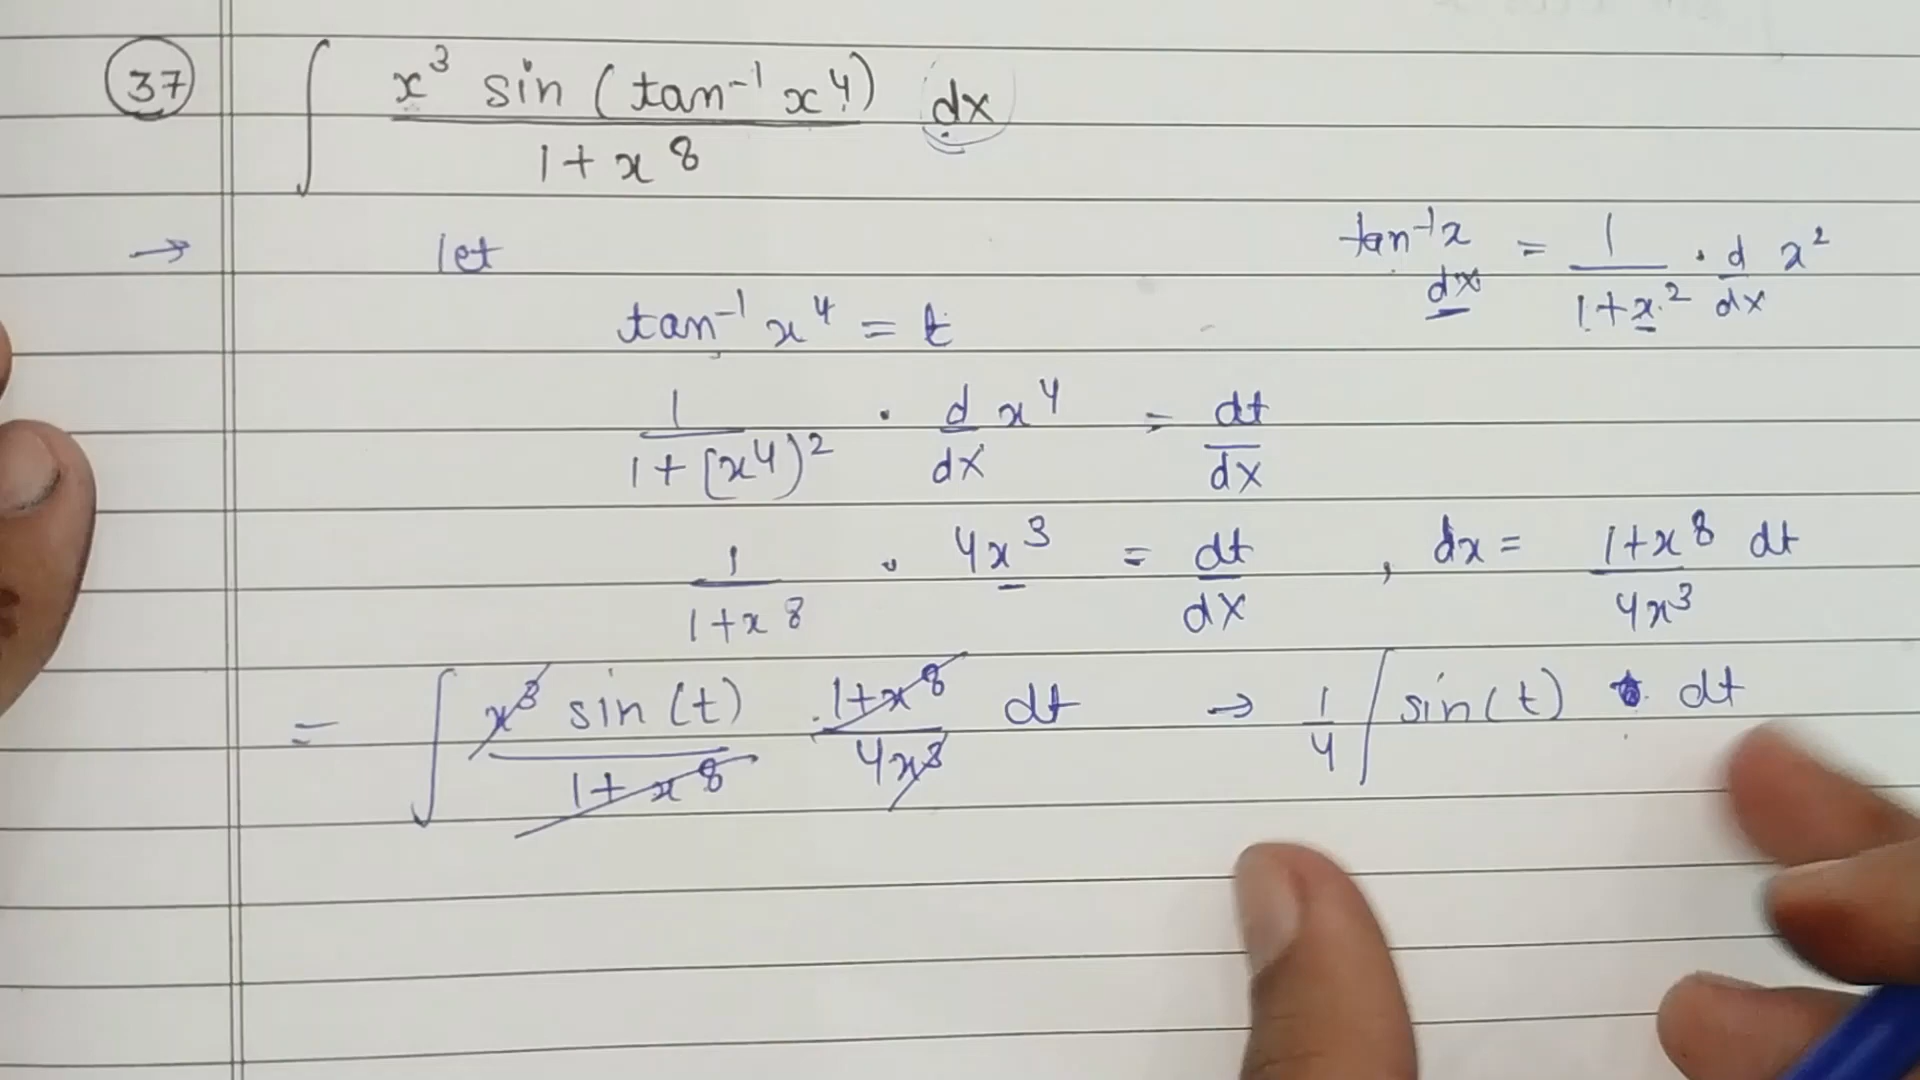 37 ∫ x³ sin (tan⁻¹ x⁴) / 1+x⁸ dx
→ let
tan⁻¹x / dx = 1 / 1+x² · d/dx x²
tan⁻¹ x⁴ = t
1 / 1+(x⁴)² · d/dx x⁴ = dt/dx
1 / 1+x⁸ · 4x³ = dt/dx , dx = 1+x⁸ / 4x³ dt
= ∫ x³ sin(t) / 1+x⁸ · 1+x⁸ / 4x³ dt → 1/4 ∫ sin(t) dt